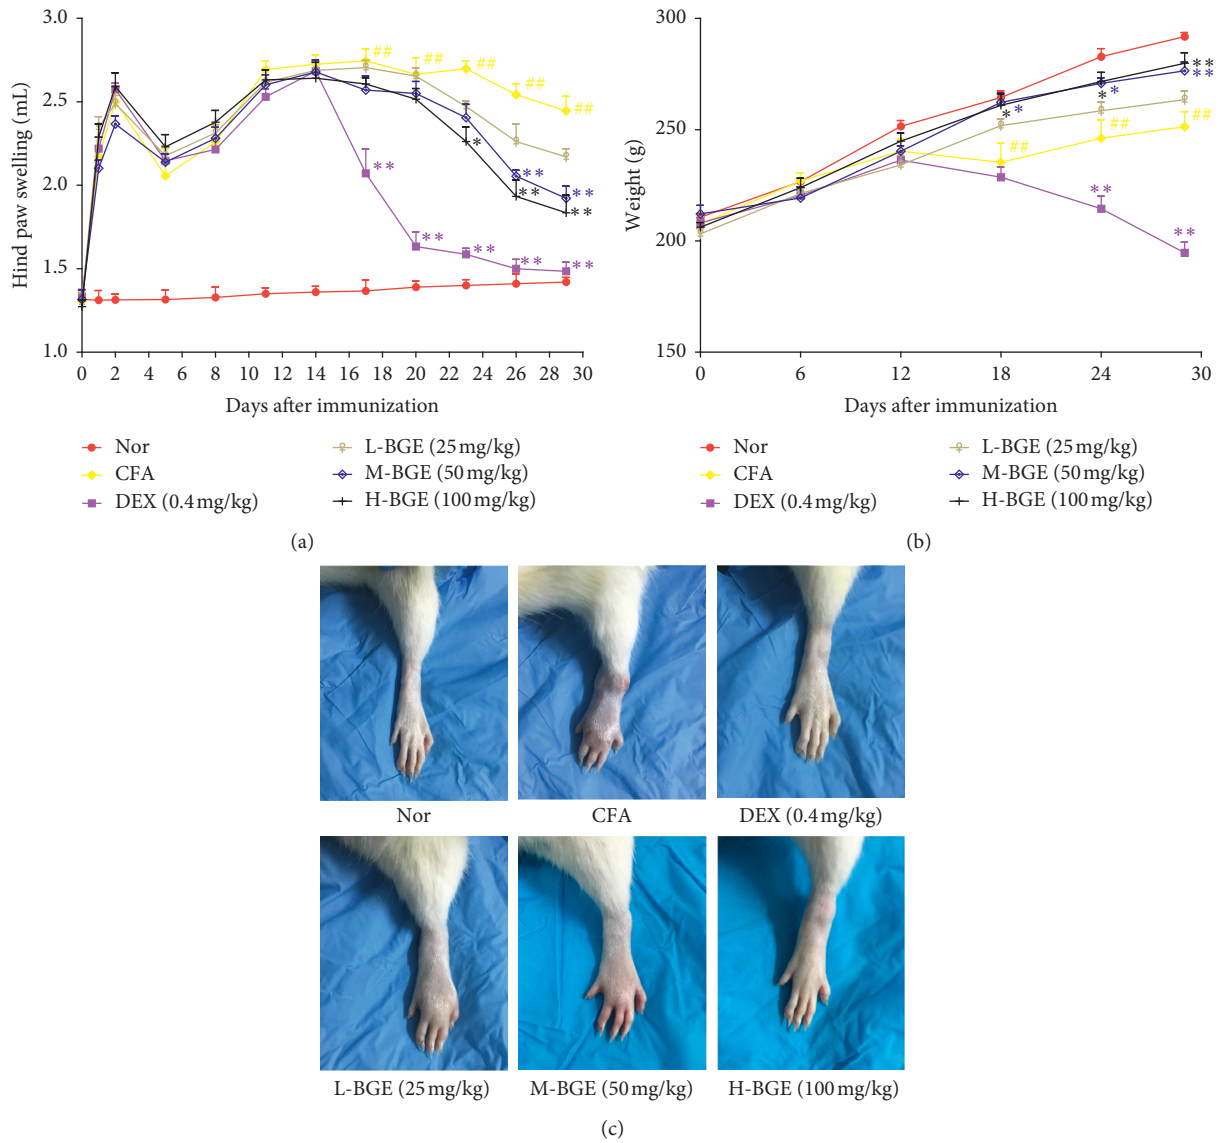 3.0
2.5
2.0
1.5
1.0
Hind paw swelling (mL)
##
##
##
##
##
*
**
**
**
**
**
**
**
**
**
0 2 4 6 8 10 12 14 16 18 20 22 24 26 28 30
Days after immunization
Nor
CFA
DEX (0.4 mg/kg)
L-BGE (25 mg/kg)
M-BGE (50 mg/kg)
H-BGE (100 mg/kg)
(a)
300
250
200
150
Weight (g)
**
**
* *
* *
##
##
##
**
**
0 6 12 18 24 30
Days after immunization
Nor
CFA
DEX (0.4 mg/kg)
L-BGE (25 mg/kg)
M-BGE (50 mg/kg)
H-BGE (100 mg/kg)
(b)
Nor CFA DEX (0.4 mg/kg)
L-BGE (25 mg/kg) M-BGE (50 mg/kg) H-BGE (100 mg/kg)
(c)